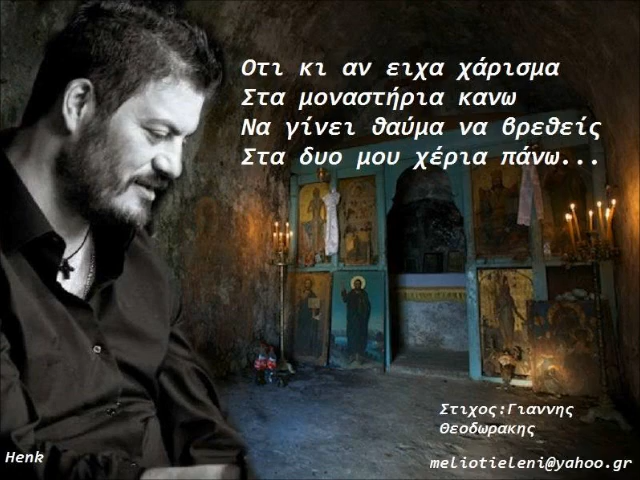 Οτι κι αν ειχα χάρισμα
Στα μοναστήρια κανω
Να γίνει θαύμα να βρεθείς
Στα δυο μου χέρια πάνω...
Στιχος:Γιαννης
Θεοδωρακης
Henk
meliotieleni@yahoo.gr